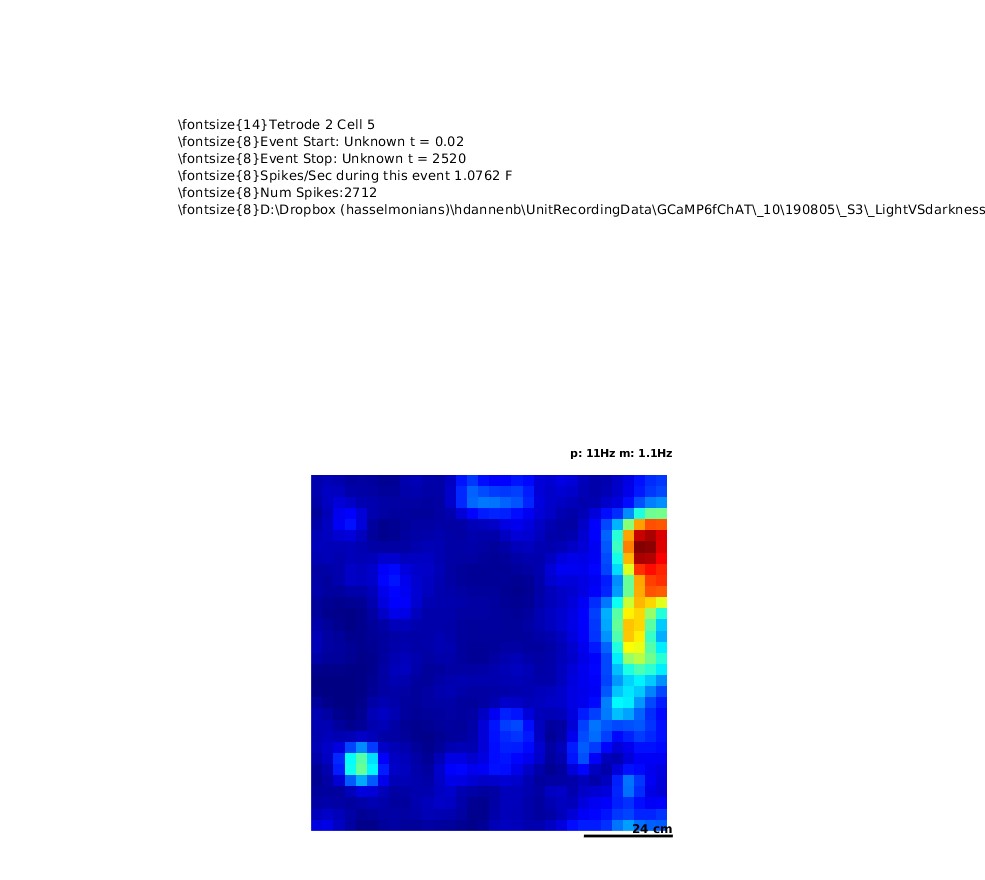 \fontsize{14}Tetrode 2 Cell 5
\fontsize{8}Event Start: Unknown t = 0.02
\fontsize{8}Event Stop: Unknown t = 2520
\fontsize{8}Spikes/Sec during this event 1.0762 F
\fontsize{8}Num Spikes:2712
\fontsize{8}D:\Dropbox (hasselmonians)\hdannenb\UnitRecordingData\GCaMP6fChAT\_10\190805\_S3\_LightVSdarkness
p: 11Hz m: 1.1Hz
24 cm